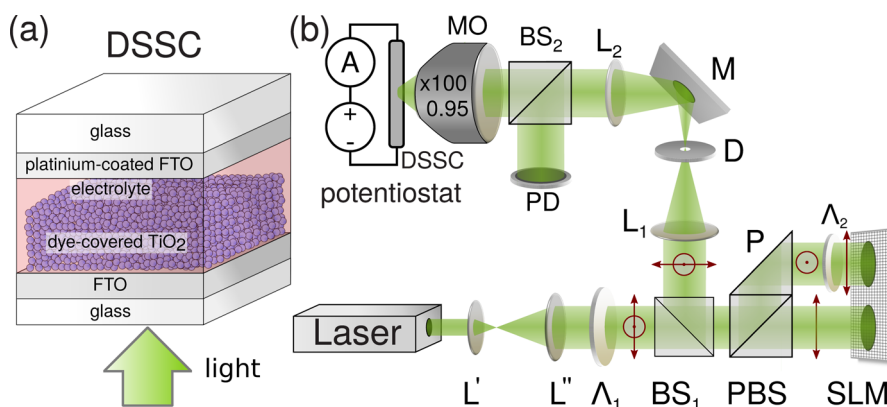 (a)
DSSC
glass
platinium-coated FTO
electrolyte
dye-covered TiO2
FTO
glass
light
(b)
MO
BS2
L2
M
A
+
-
x100
0.95
DSSC
potentiostat
PD
D
L1
P
Λ2
Laser
L'
L"
Λ1
BS1
PBS
SLM